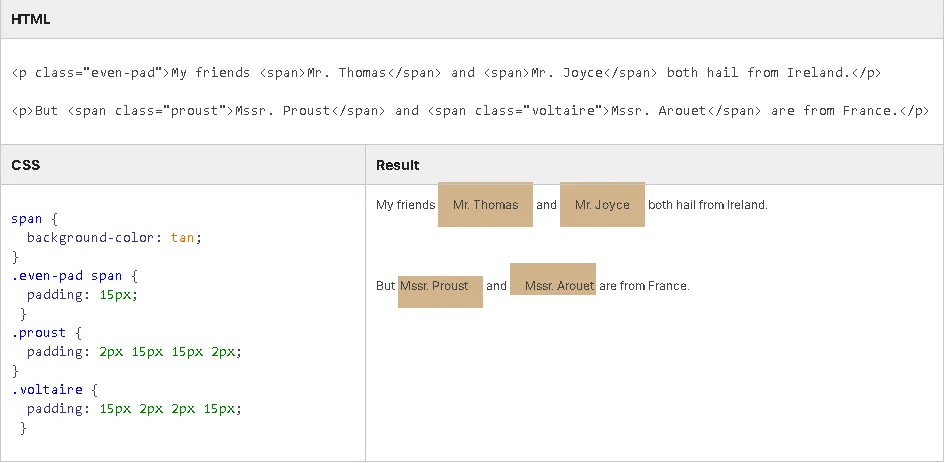 HTML
<p class="even-pad">My friends <span>Mr. Thomas</span> and <span>Mr. Joyce</span> both hail from Ireland.</p>
<p>But <span class="proust">Mssr. Proust</span> and <span class="voltaire">Mssr. Arouet</span> are from France.</p>
CSS
span {
  background-color: tan;
}
.even-pad span {
  padding: 15px;
 }
.proust {
  padding: 2px 15px 15px 2px;
}
.voltaire {
  padding: 15px 2px 2px 15px;
 }
Result
My friends Mr. Thomas and Mr. Joyce both hail from Ireland.
But Mssr. Proust and Mssr. Arouet are from France.